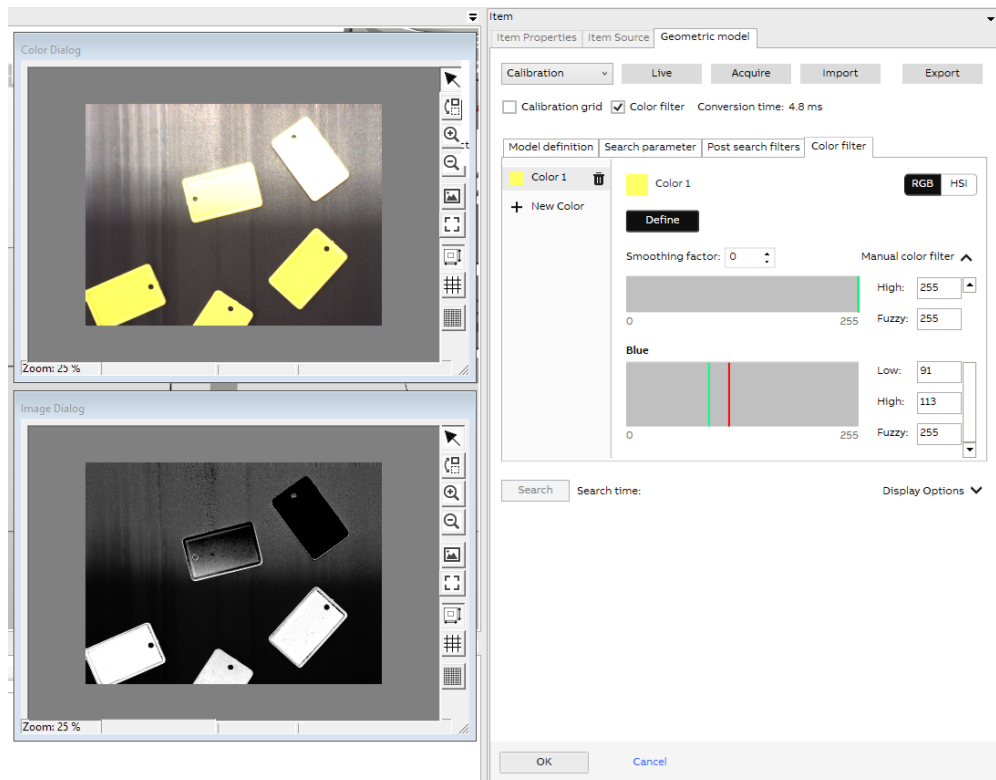 Color Dialog
Zoom: 25 %
Image Dialog
Zoom: 25 %
Item
Item Properties
Item Source
Geometric model
Calibration
Live
Acquire
Import
Export
Calibration grid
Color filter
Conversion time: 4.8 ms
Model definition
Search parameter
Post search filters
Color filter
Color 1
+ New Color
Color 1
RGB
HSI
Define
Smoothing factor: 0
Manual color filter
High: 255
0
255
Fuzzy: 255
Blue
Low: 91
High: 113
0
255
Fuzzy: 255
Search
Search time:
Display Options
OK
Cancel